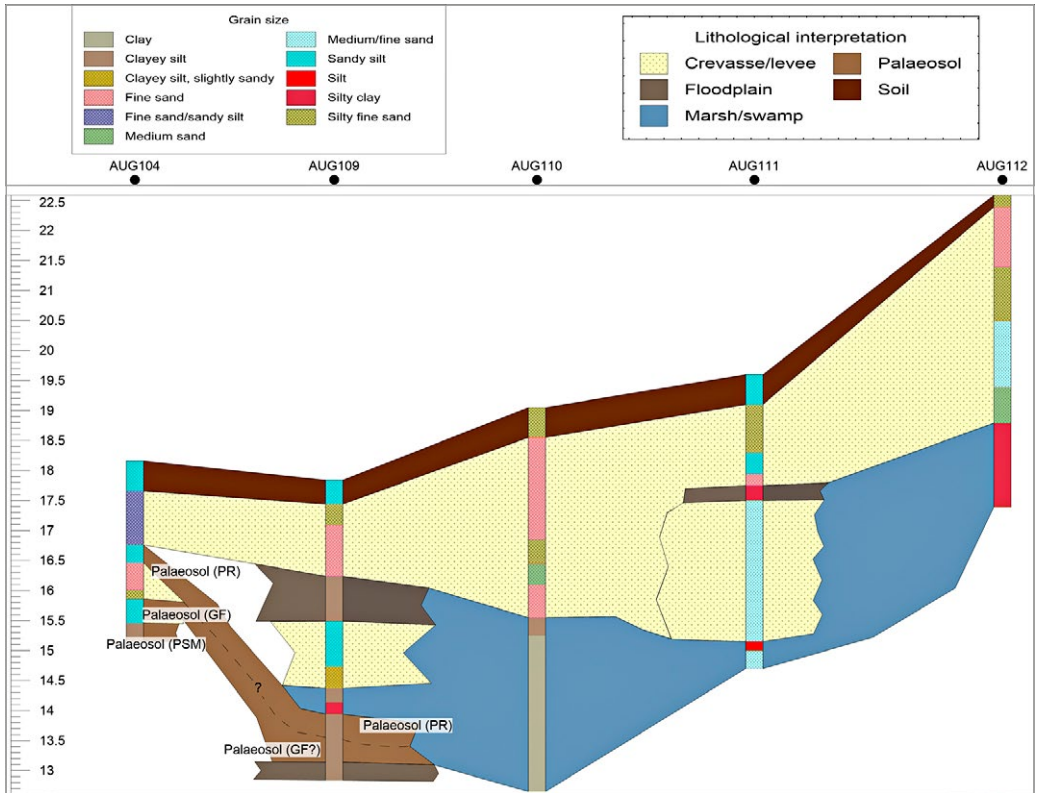 Grain size
Clay
Clayey silt
Clayey silt, slightly sandy
Fine sand
Fine sand/sandy silt
Medium sand
Medium/fine sand
Sandy silt
Silt
Silty clay
Silty fine sand
Lithological interpretation
Crevasse/levee
Floodplain
Marsh/swamp
Palaeosol
Soil
AUG104 AUG109 AUG110 AUG111 AUG112
22.5
22
21.5
21
20.5
20
19.5
19
18.5
18
17.5
17
16.5
16
15.5
15
14.5
14
13.5
13
Palaeosol (PR)
Palaeosol (GF)
Palaeosol (PSM)
?
Palaeosol (PR)
Palaeosol (GF?)